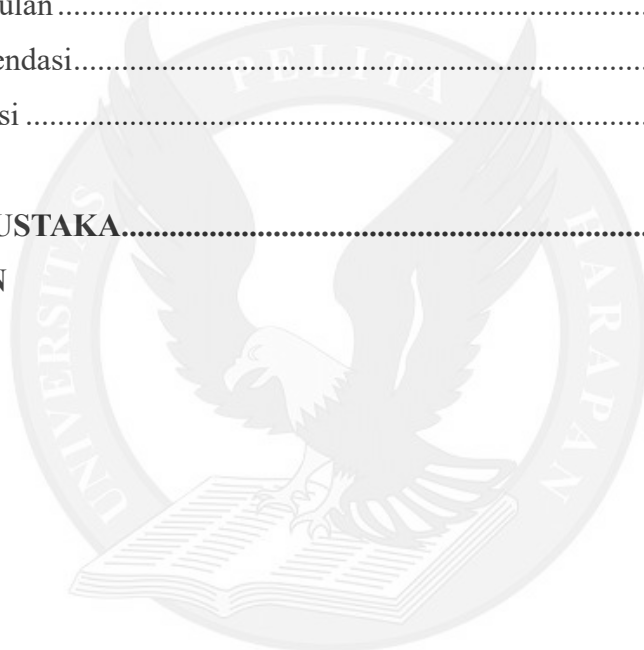 ulan
endasi
si
USTAKA
N
UNIVERSITAS PELITA HARAPAN